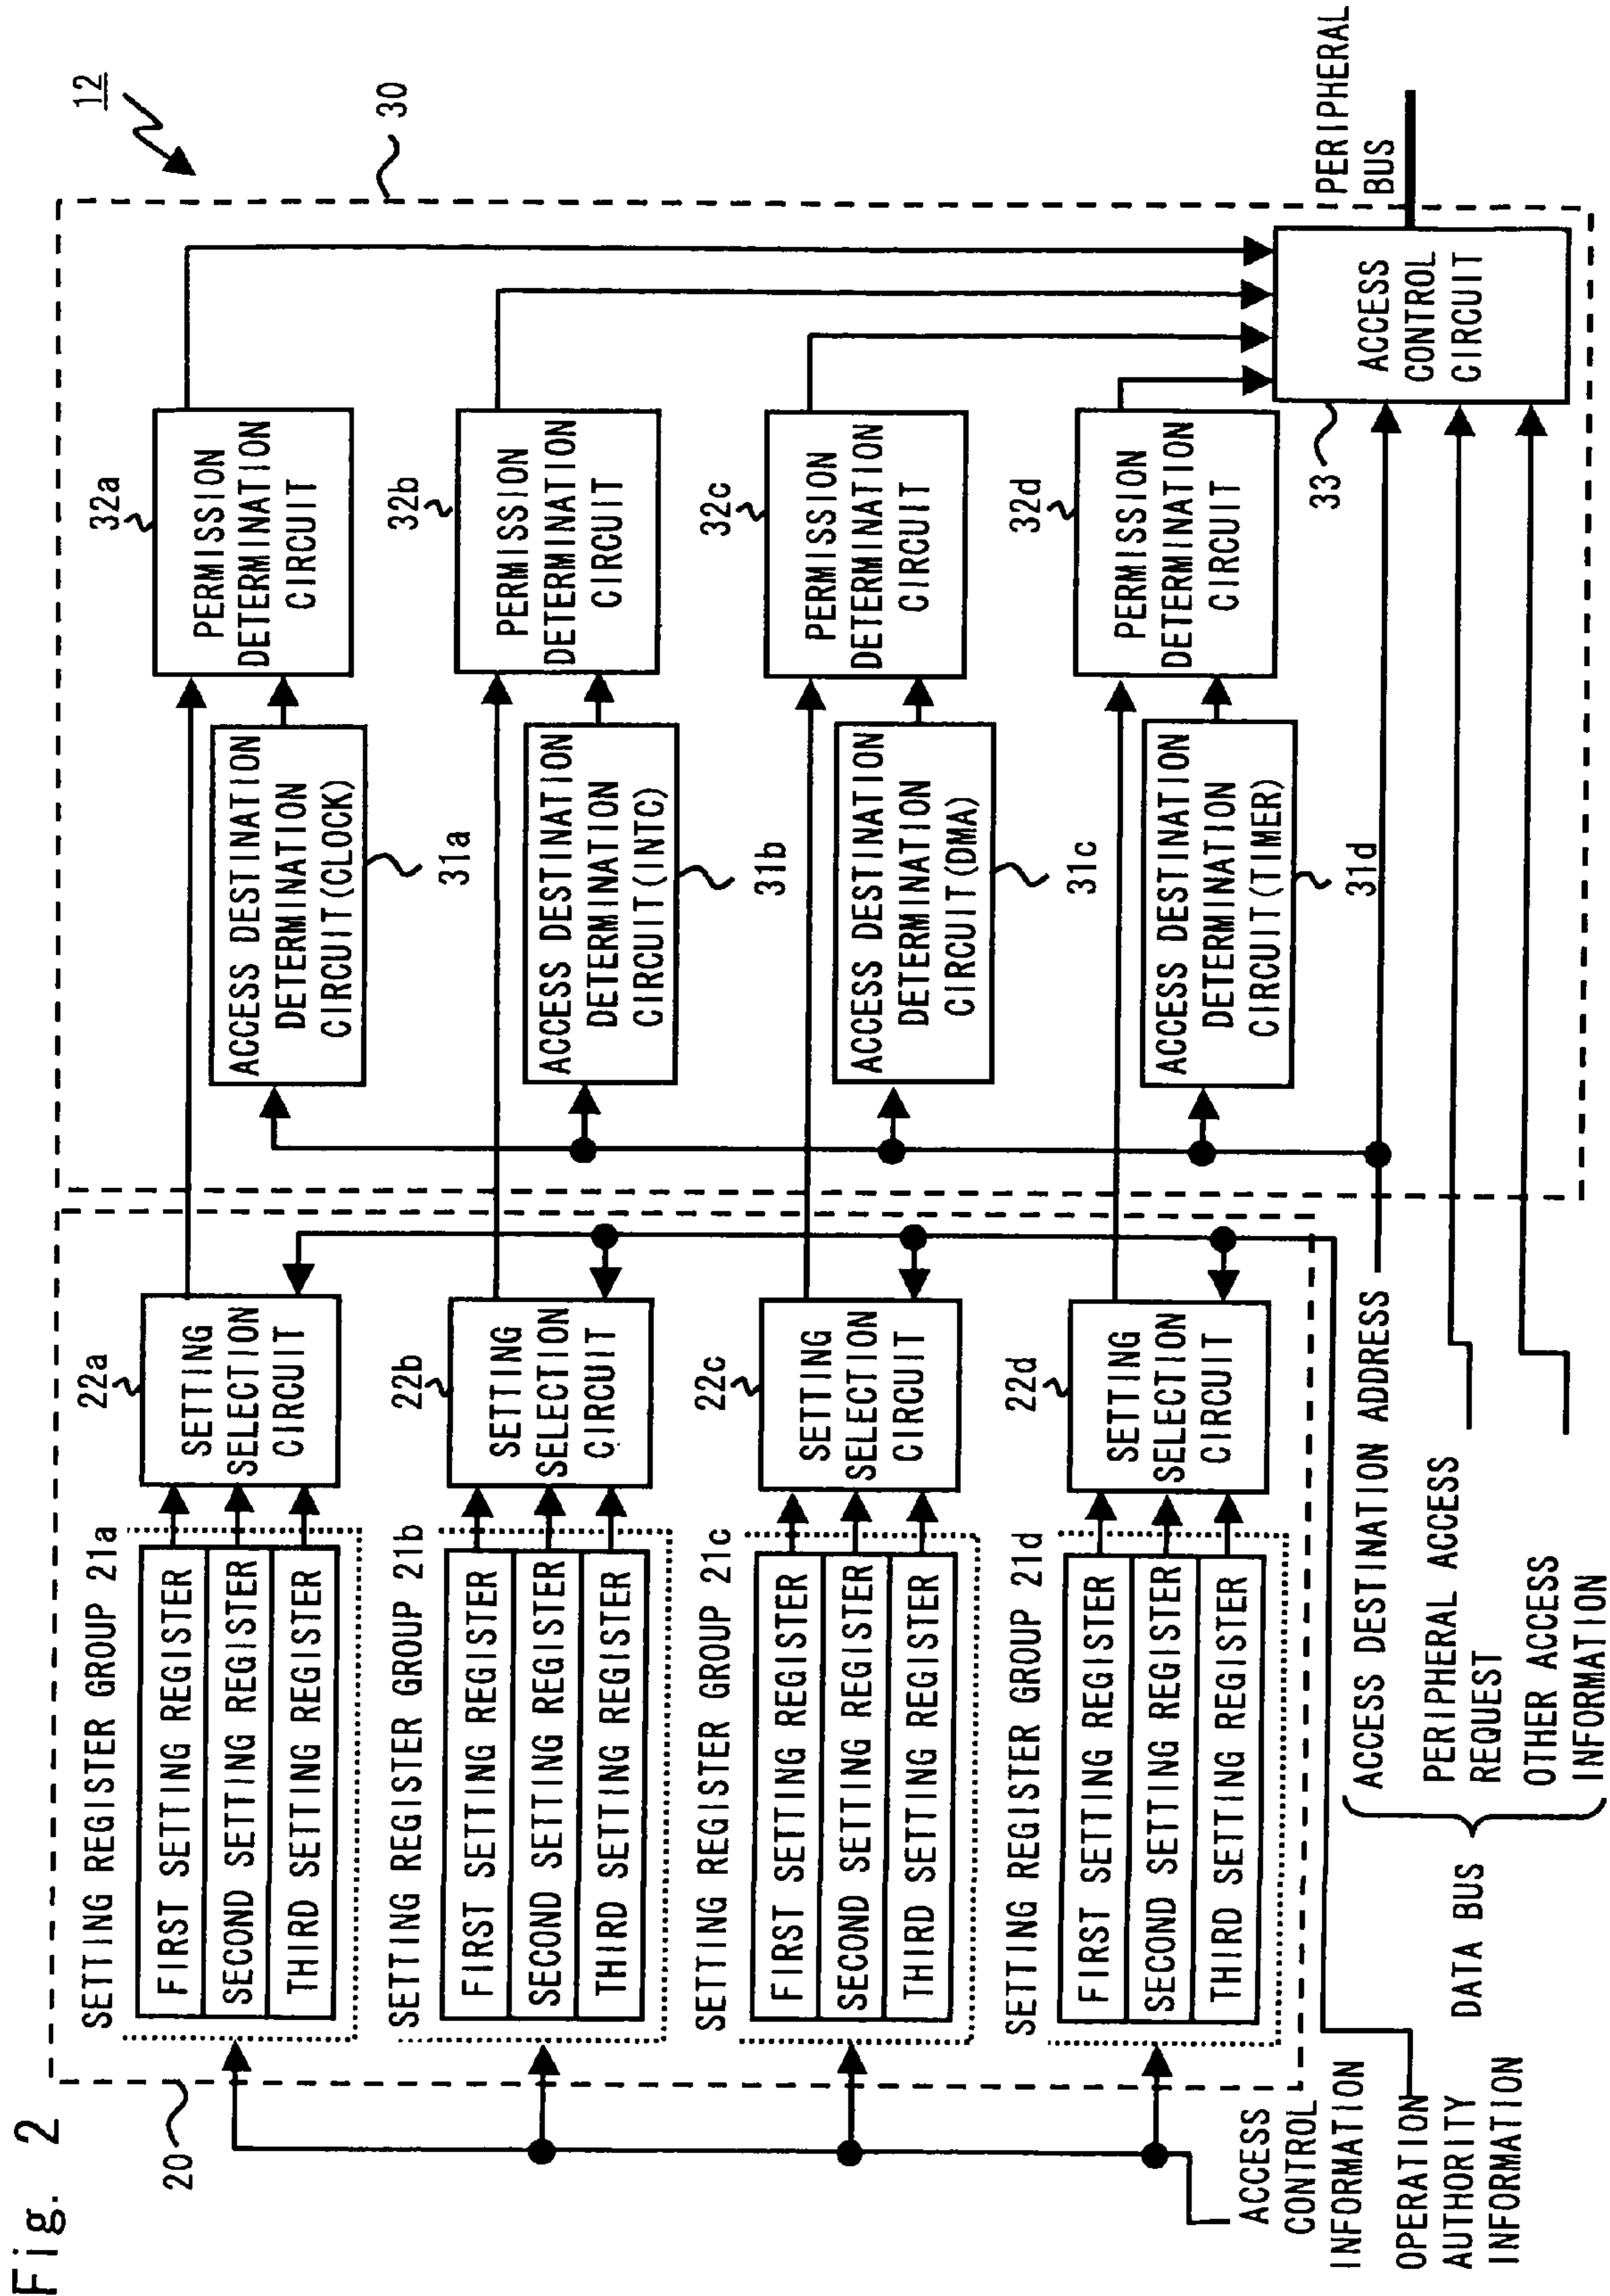 Fig. 2
12
20
30
SETTING REGISTER GROUP 21a
FIRST SETTING REGISTER
SECOND SETTING REGISTER
THIRD SETTING REGISTER
22a
SETTING
SELECTION
CIRCUIT
ACCESS DESTINATION
DETERMINATION
CIRCUIT(CLOCK)
31a
32a
PERMISSION
DETERMINATION
CIRCUIT
SETTING REGISTER GROUP 21b
FIRST SETTING REGISTER
SECOND SETTING REGISTER
THIRD SETTING REGISTER
22b
SETTING
SELECTION
CIRCUIT
ACCESS DESTINATION
DETERMINATION
CIRCUIT(INTC)
31b
32b
PERMISSION
DETERMINATION
CIRCUIT
SETTING REGISTER GROUP 21c
FIRST SETTING REGISTER
SECOND SETTING REGISTER
THIRD SETTING REGISTER
22c
SETTING
SELECTION
CIRCUIT
ACCESS DESTINATION
DETERMINATION
CIRCUIT(DMA)
31c
32c
PERMISSION
DETERMINATION
CIRCUIT
SETTING REGISTER GROUP 21d
FIRST SETTING REGISTER
SECOND SETTING REGISTER
THIRD SETTING REGISTER
22d
SETTING
SELECTION
CIRCUIT
ACCESS DESTINATION
DETERMINATION
CIRCUIT(TIMER)
31d
32d
PERMISSION
DETERMINATION
CIRCUIT
33
ACCESS
CONTROL
CIRCUIT
PERIPHERAL
BUS
ACCESS
CONTROL
INFORMATION
OPERATION
AUTHORITY
INFORMATION
DATA BUS
ACCESS DESTINATION ADDRESS
PERIPHERAL ACCESS
REQUEST
OTHER ACCESS
INFORMATION